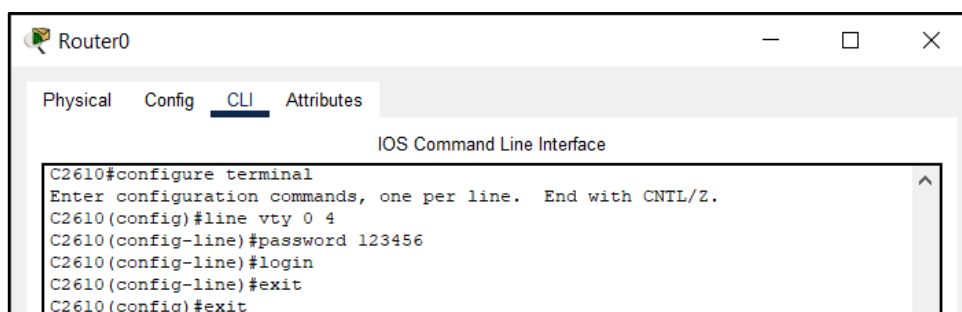 Router0
Physical Config CLI Attributes
IOS Command Line Interface
C2610#configure terminal
Enter configuration commands, one per line.  End with CNTL/Z.
C2610(config)#line vty 0 4
C2610(config-line)#password 123456
C2610(config-line)#login
C2610(config-line)#exit
C2610(config)#exit